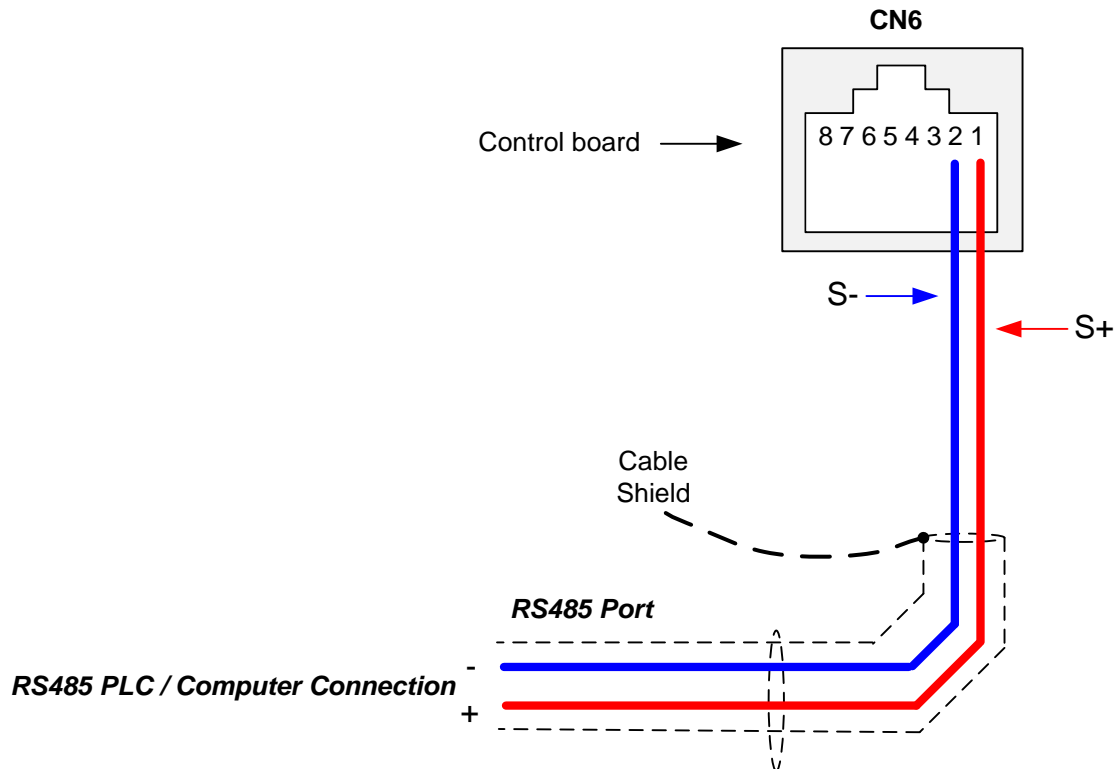 CN6
Control board
8 7 6 5 4 3 2 1
S-
S+
Cable
Shield
RS485 Port
-
RS485 PLC / Computer Connection
+